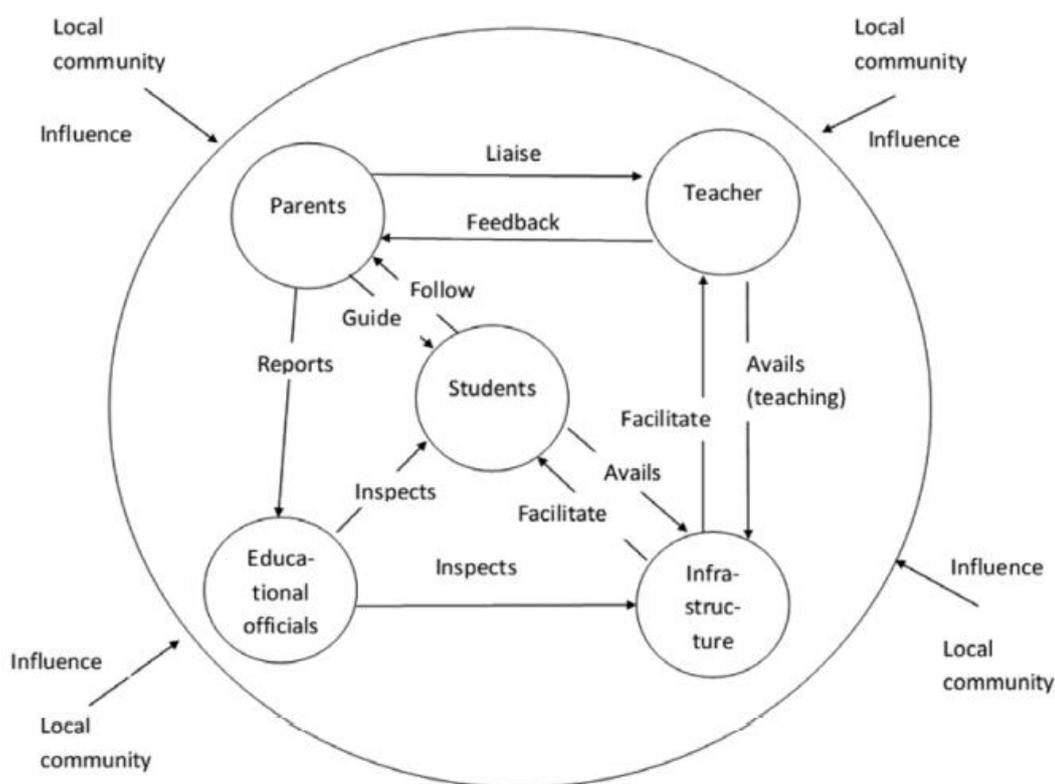 Local
community
Local
community
Influence
Influence
Liaise
Parents
Teacher
Feedback
Follow
Guide
Reports
Avails
(teaching)
Students
Facilitate
Avails
Inspects
Facilitate
Educa-
tional
officials
Inspects
Infra-
struc-
ture
Influence
Local
community
Influence
Local
community